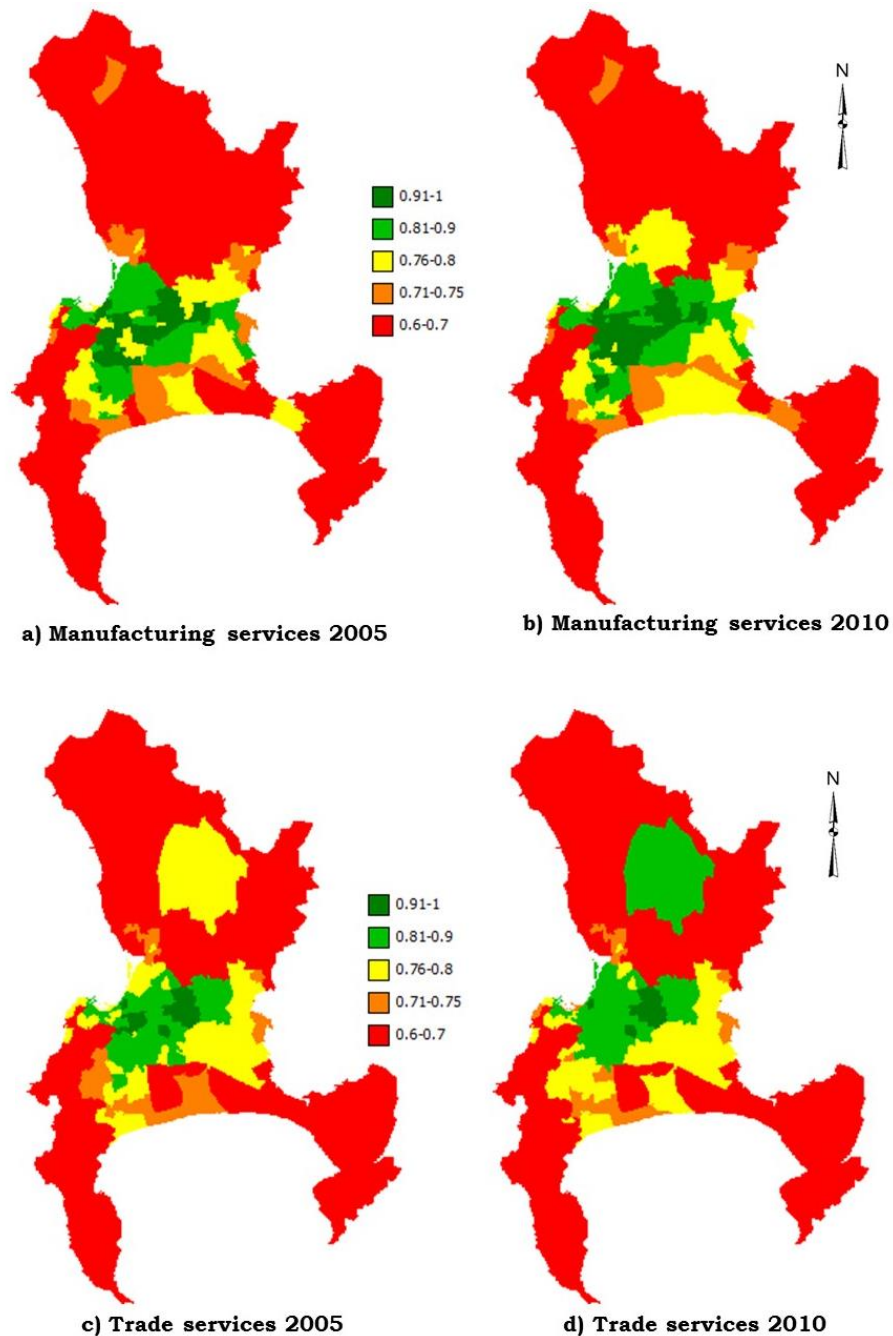 N
0.91-1
0.81-0.9
0.76-0.8
0.71-0.75
0.6-0.7
a) Manufacturing services 2005
b) Manufacturing services 2010
N
0.91-1
0.81-0.9
0.76-0.8
0.71-0.75
0.6-0.7
c) Trade services 2005
d) Trade services 2010